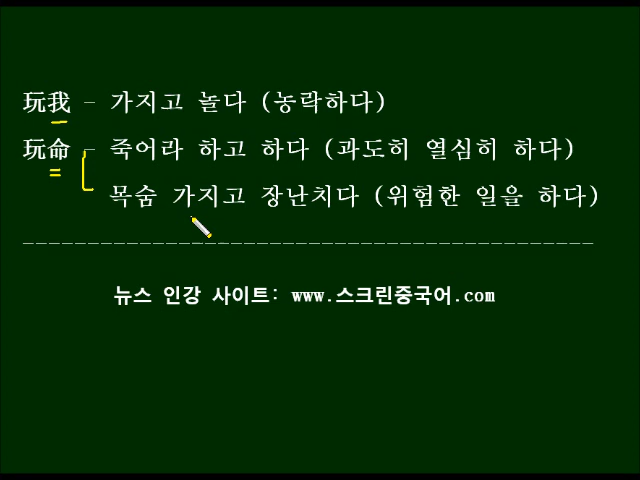 玩我 - 가지고 놀다 (농락하다)
玩命 - 죽어라 하고 하다 (과도히 열심히 하다)
목숨 가지고 장난치다 (위험한 일을 하다)
뉴스 인강 사이트: www.스크린중국어.com